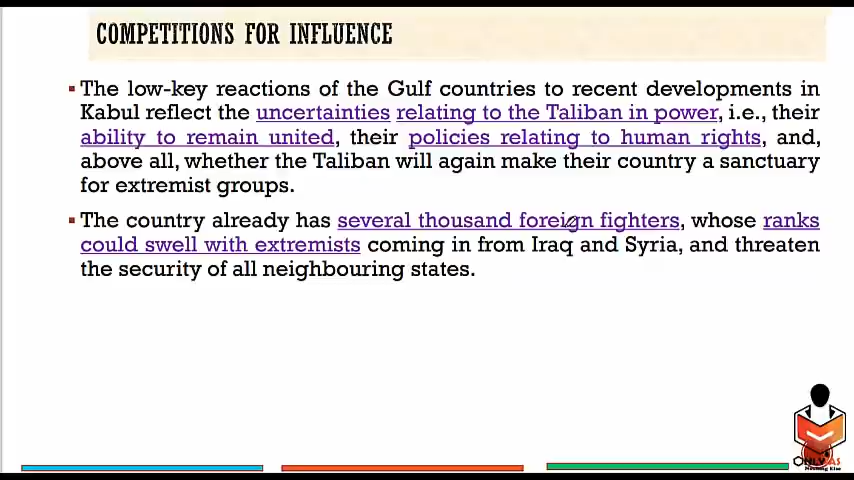 COMPETITIONS FOR INFLUENCE
▪ The low-key reactions of the Gulf countries to recent developments in
Kabul reflect the uncertainties relating to the Taliban in power, i.e., their
ability to remain united, their policies relating to human rights, and,
above all, whether the Taliban will again make their country a sanctuary
for extremist groups.
▪ The country already has several thousand foreign fighters, whose ranks
could swell with extremists coming in from Iraq and Syria, and threaten
the security of all neighbouring states.
ONLYIAS
Nothing Else